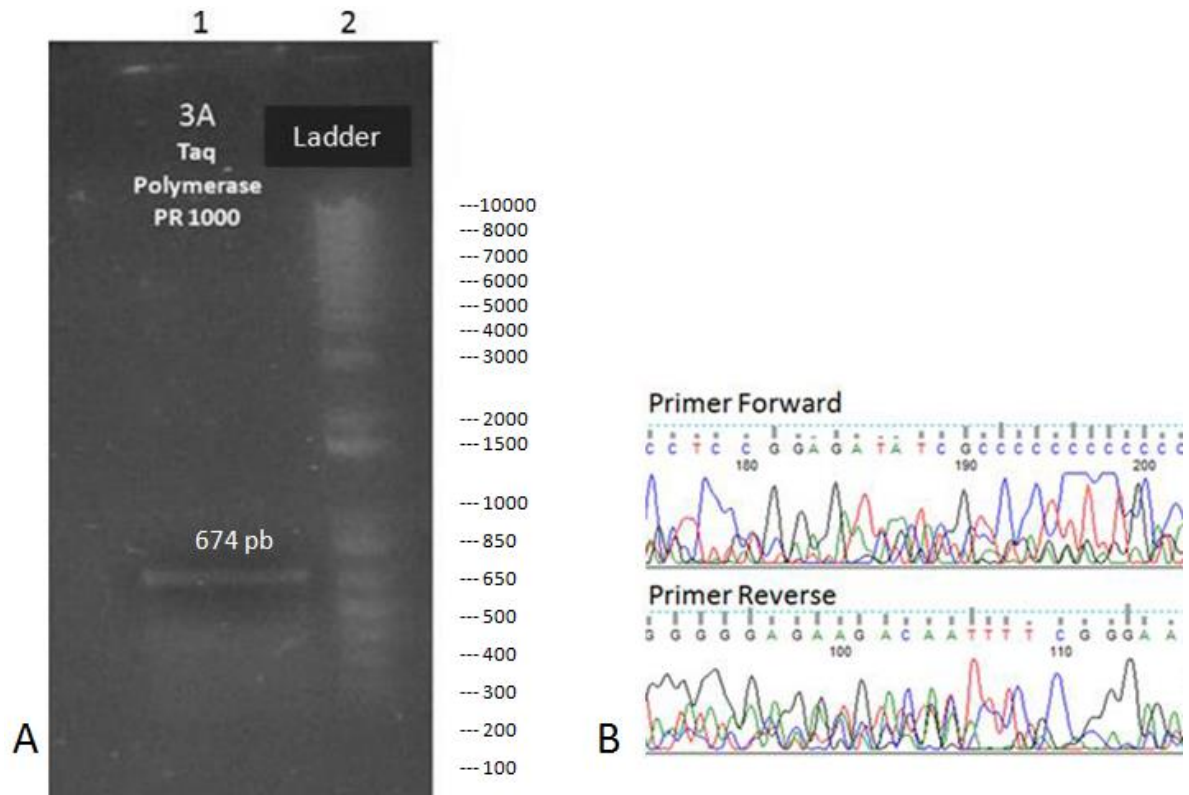 1 2
3A
Taq
Polymerase
PR 1000
Ladder
---10000
---8000
---7000
---6000
---5000
---4000
---3000
---2000
---1500
---1000
---850
---650
---500
---400
---300
---200
---100
674 pb
A
Primer Forward
C C T C C G G A G A T A T C G C C C C C C C C C C C C
180 190 200
Primer Reverse
G G G G G A G A A G A C A A T T T T C G G G A A
100 110
B